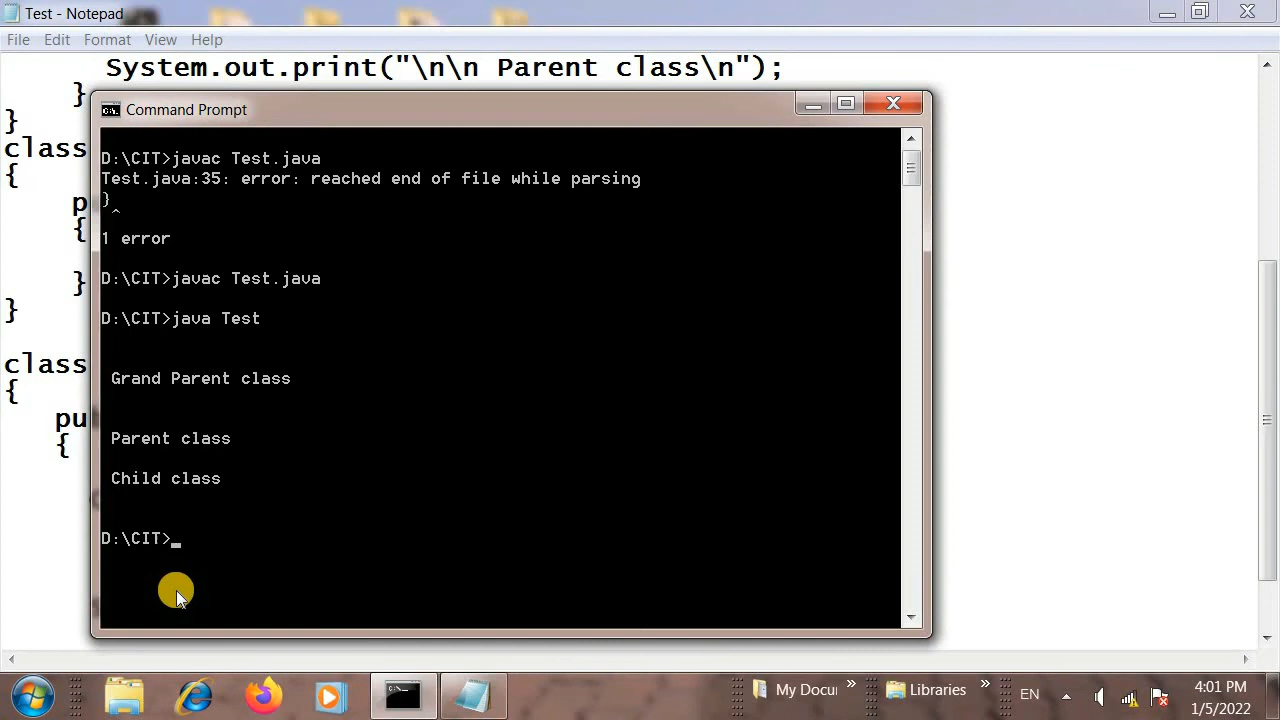 Test - Notepad
File Edit Format View Help
System.out.print("\n\n Parent class\n");
}
}
class
{
p
{
}
}
class
{
pu
{
Command Prompt
D:\CIT>javac Test.java
Test.java:35: error: reached end of file while parsing
}
^
1 error
D:\CIT>javac Test.java
D:\CIT>java Test
Grand Parent class
Parent class
Child class
D:\CIT>_
My Docu » Libraries » EN 4:01 PM
1/5/2022